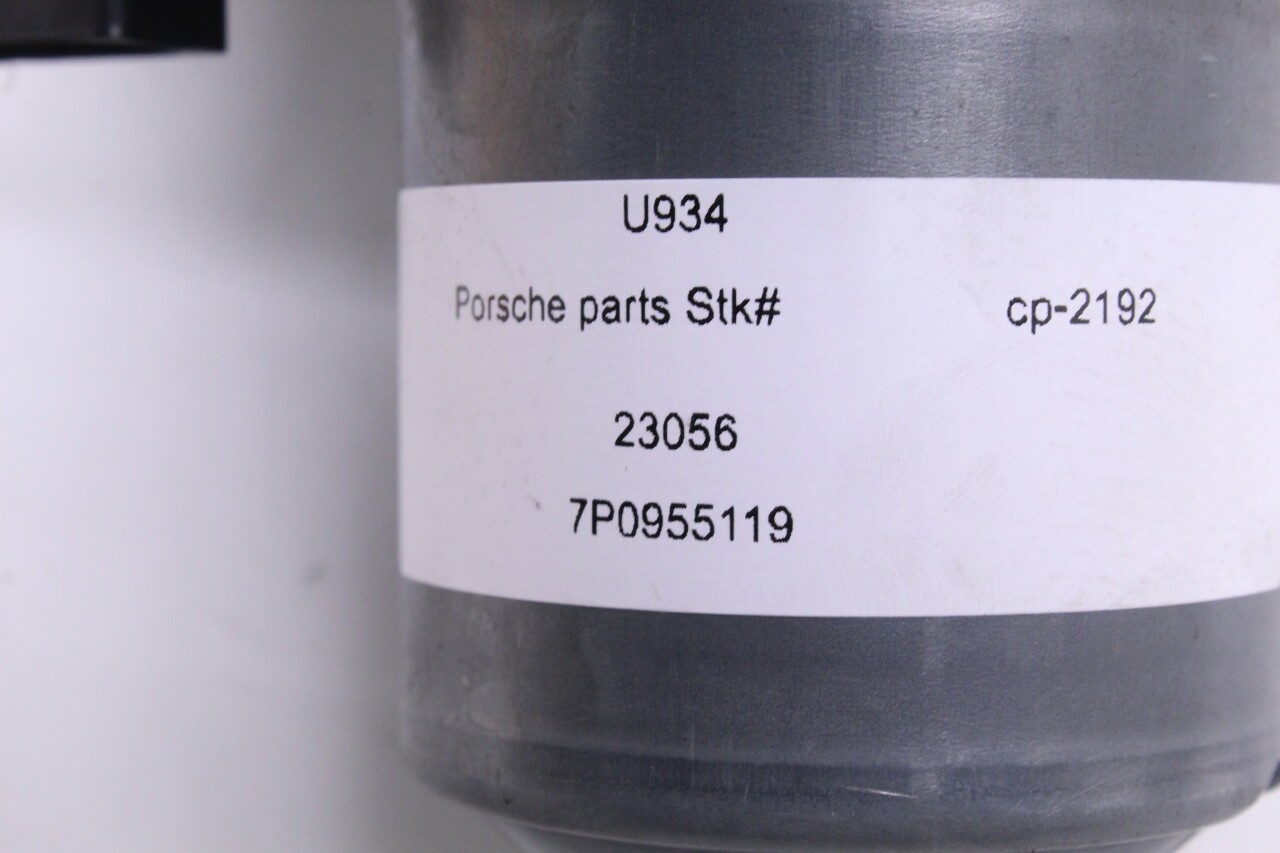 U934
Porsche parts Stk# cp-2192
23056
7P0955119